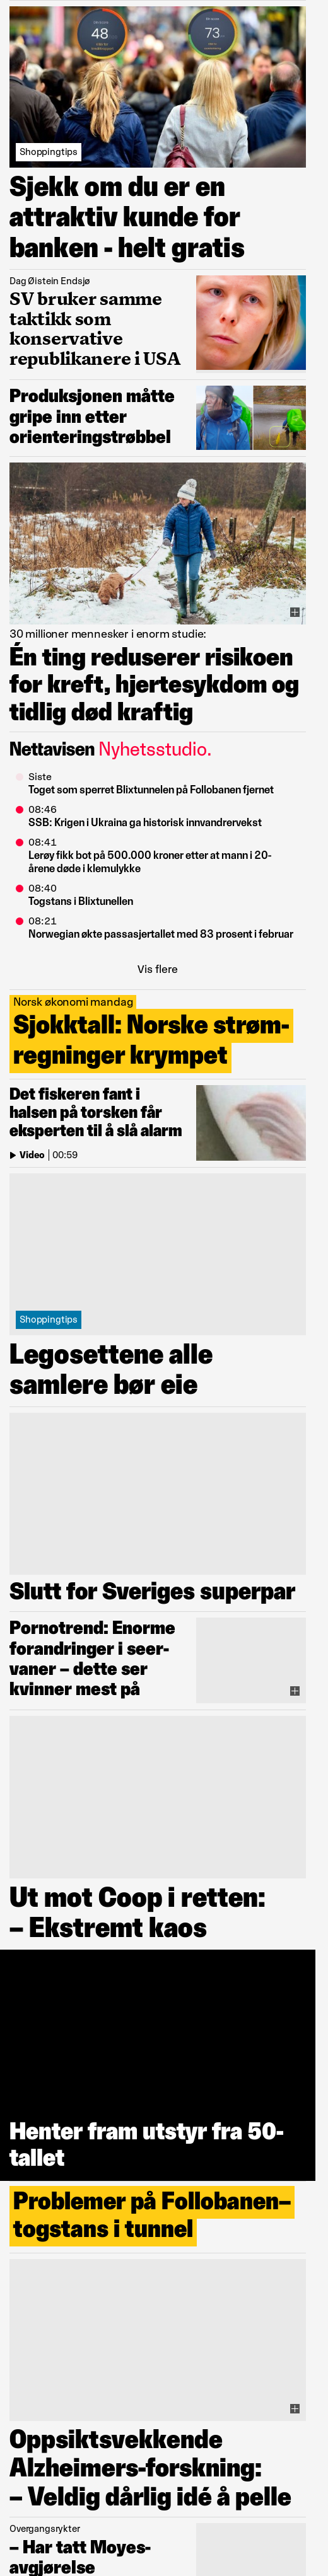 48
73
Shoppingtips
Sjekk om du er en
attraktiv kunde for
banken - helt gratis
Dag Øistein Endsjø
SV bruker samme
taktikk som
konservative
republikanere i USA
Produksjonen måtte
gripe inn etter
orienteringstrøbbel
30 millioner mennesker i enorm studie:
Én ting reduserer risikoen
for kreft, hjertesykdom og
tidlig død kraftig
Nettavisen Nyhetsstudio.
Siste
Toget som sperret Blixtunnelen på Follobanen fjernet
08:46
SSB: Krigen i Ukraina ga historisk innvandrervekst
08:41
Lerøy fikk bot på 500.000 kroner etter at mann i 20-
årene døde i klemulykke
08:40
Togstans i Blixtunellen
08:21
Norwegian økte passasjertallet med 83 prosent i februar
Vis flere
Norsk økonomi mandag
Sjokktall: Norske strøm-
regninger krympet
Det fiskeren fant i
halsen på torsken får
eksperten til å slå alarm
Video | 00:59
Shoppingtips
Legosettene alle
samlere bør eie
Slutt for Sveriges superpar
Pornotrend: Enorme
forandringer i seer-
vaner – dette ser
kvinner mest på
Ut mot Coop i retten:
– Ekstremt kaos
Henter fram utstyr fra 50-
tallet
Problemer på Follobanen–
togstans i tunnel
Oppsiktsvekkende
Alzheimers-forskning:
– Veldig dårlig idé å pelle
Overgangsrykter
– Har tatt Moyes-
avgjørelse